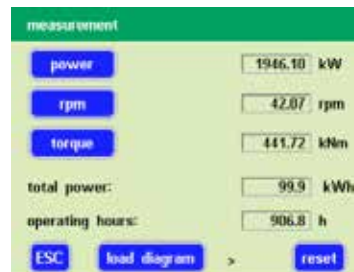 measurement
power 1946.10 kW
rpm 42.07 rpm
torque 441.72 kNm
total power: 99.9 kWh
operating hours: 906.8 h
ESC load diagram > reset